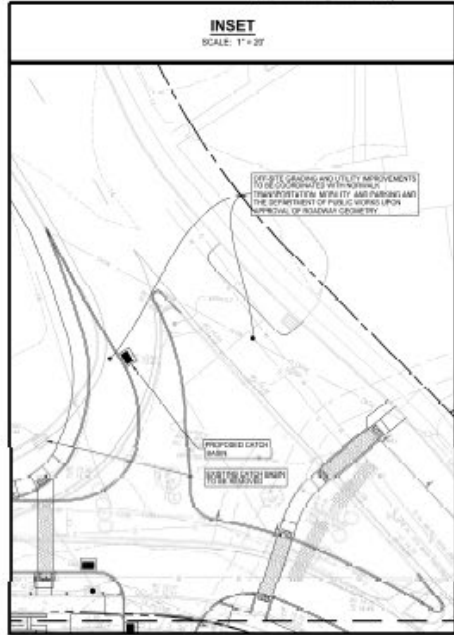 INSET
SCALE: 1" = 20'
OFF-SITE GRADING AND UTILITY IMPROVEMENTS
TO BE COORDINATED WITH NORWALK
TRANSPORTATION, MOBILITY, AND PARKING AND
THE DEPARTMENT OF PUBLIC WORKS UPON
APPROVAL OF ROADWAY GEOMETRY
PROPOSED CATCH
BASIN
EXISTING CATCH BASIN
TO BE REMOVED